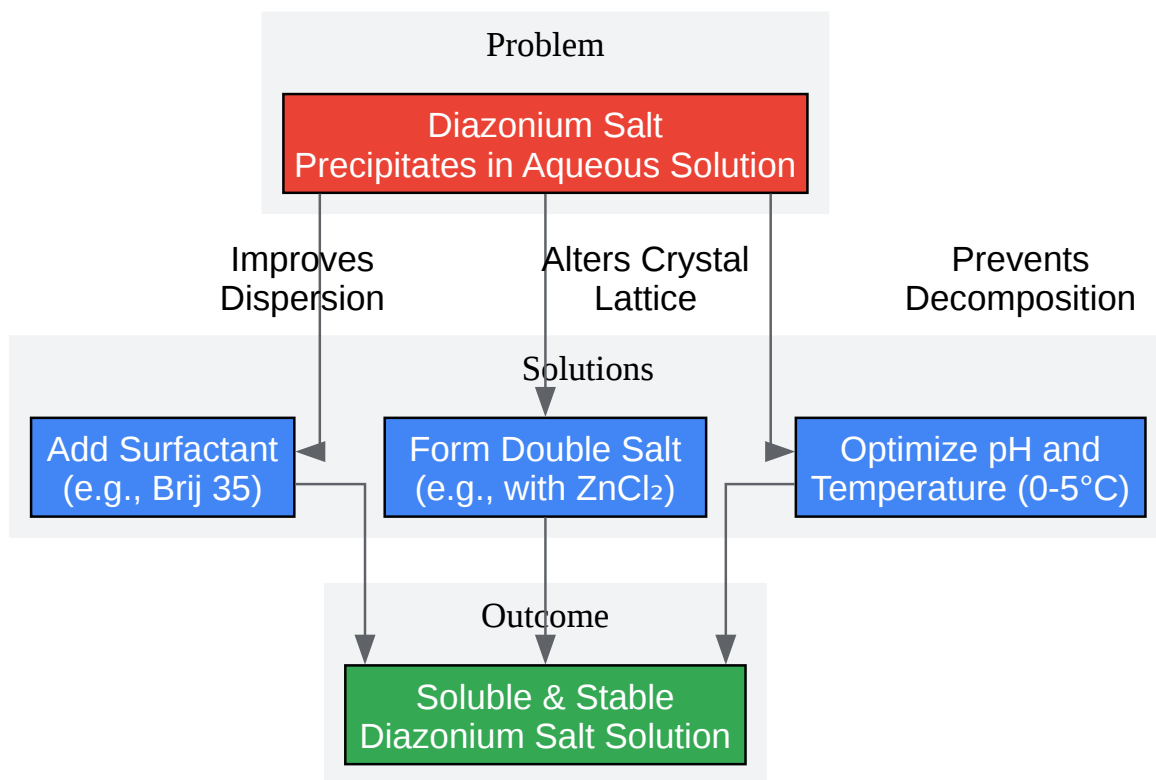 Problem
Diazonium Salt
Precipitates in Aqueous Solution
Improves
Dispersion
Alters Crystal
Lattice
Prevents
Decomposition
Solutions
Add Surfactant
(e.g., Brij 35)
Form Double Salt
(e.g., with ZnCl₂)
Optimize pH and
Temperature (0-5°C)
Outcome
Soluble & Stable
Diazonium Salt Solution